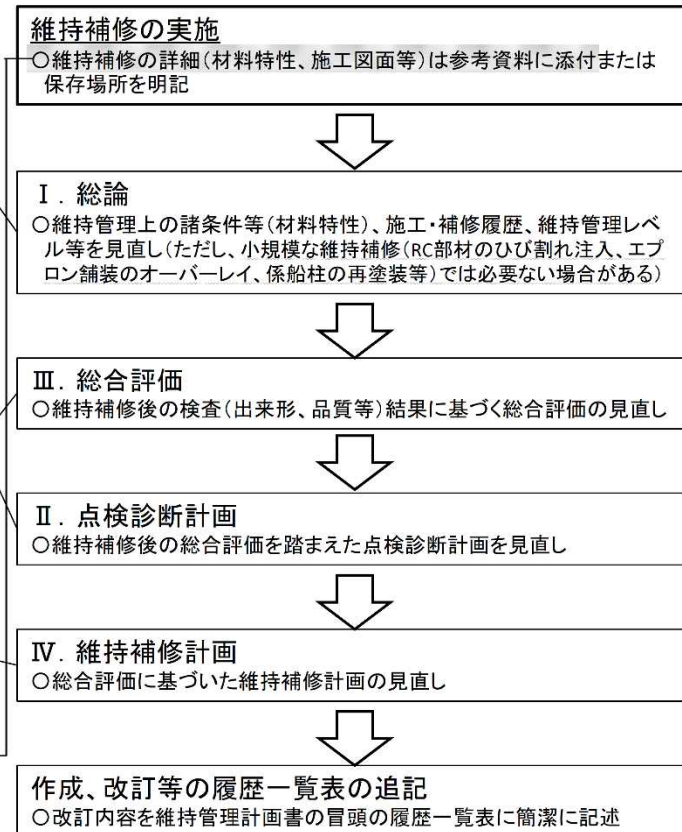 維持補修の実施
○維持補修の詳細(材料特性、施工図面等)は参考資料に添付または
保存場所を明記
Ⅰ. 総論
○維持管理上の諸条件等(材料特性)、施工・補修履歴、維持管理レベ
ル等を見直し(ただし、小規模な維持補修(RC部材のひび割れ注入、エプ
ロン舗装のオーバーレイ、係船柱の再塗装等)では必要ない場合がある)
Ⅲ. 総合評価
○維持補修後の検査(出来形、品質等)結果に基づく総合評価の見直し
Ⅱ. 点検診断計画
○維持補修後の総合評価を踏まえた点検診断計画を見直し
Ⅳ. 維持補修計画
○総合評価に基づいた維持補修計画の見直し
作成、改訂等の履歴一覧表の追記
○改訂内容を維持管理計画書の冒頭の履歴一覧表に簡潔に記述